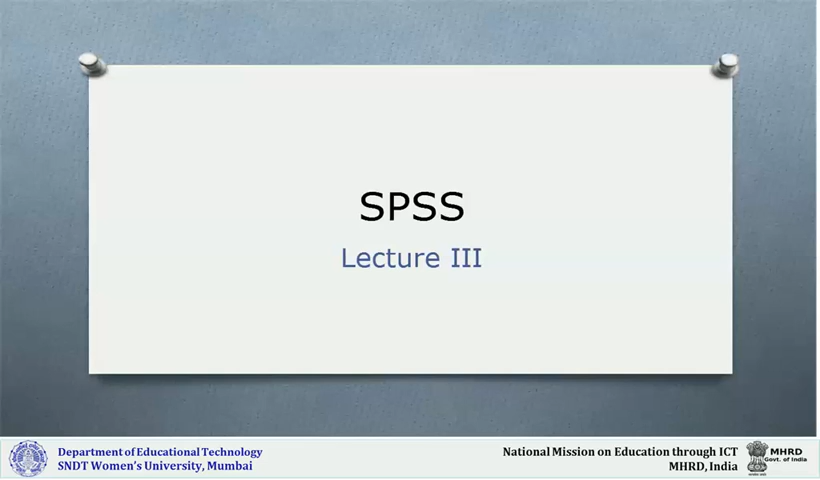 SPSS
Lecture III
Department of Educational Technology
SNDT Women's University, Mumbai
National Mission on Education through ICT
MHRD, India
MHRD
Govt. of India